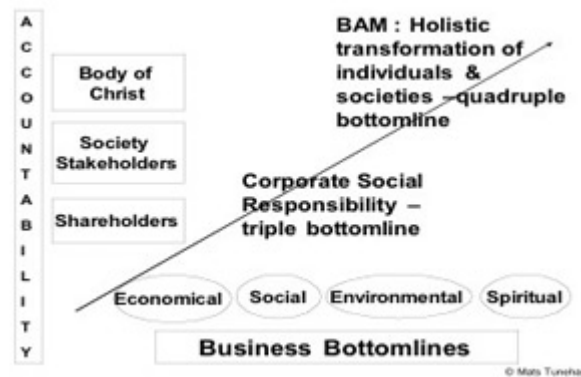 ACCOUNTABILITY
BAM : Holistic
transformation of
individuals &
societies –quadruple
bottomline
Body of
Christ
Society
Stakeholders
Shareholders
Corporate Social
Responsibility –
triple bottomline
Economical
Social
Environmental
Spiritual
Business Bottomlines
© Mats